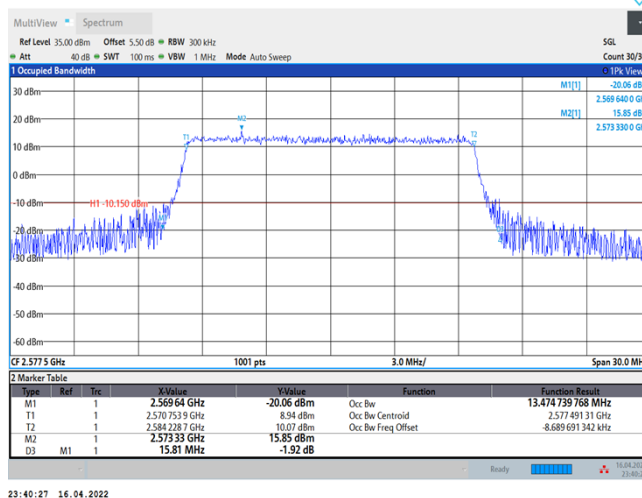 MultiView Spectrum
Ref Level 35.00 dBm Offset 5.50 dB RBW 300 kHz SGL
Att 40 dB SWT 100 ms VBW 1 MHz Mode Auto Sweep Count 30/3
1 Occupied Bandwidth 1Pk View
M1[1] -20.06 dB
2.569 640 0 G
M2[1] 15.85 dB
2.573 330 0 G
30 dBm
20 dBm
M2
T1 T2
10 dBm
0 dBm
-10 dBm H1 -10.150 dBm
-20 dBm
-30 dBm
-40 dBm
-50 dBm
-60 dBm
CF 2.577 5 GHz 1001 pts 3.0 MHz/ Span 30.0 MH
2 Marker Table
Type Ref Trc X-Value Y-Value Function Function Result
M1 1 2.569 64 GHz -20.06 dBm Occ Bw 13.474 739 768 MHz
T1 1 2.570 753 9 GHz 8.94 dBm Occ Bw Centroid 2.577 491 31 GHz
T2 1 2.584 228 7 GHz 10.07 dBm Occ Bw Freq Offset -8.689 691 342 kHz
M2 1 2.573 33 GHz 15.85 dBm
D3 M1 1 15.81 MHz -1.92 dB
Ready 16.04.202
23:40:2
23:40:27 16.04.2022